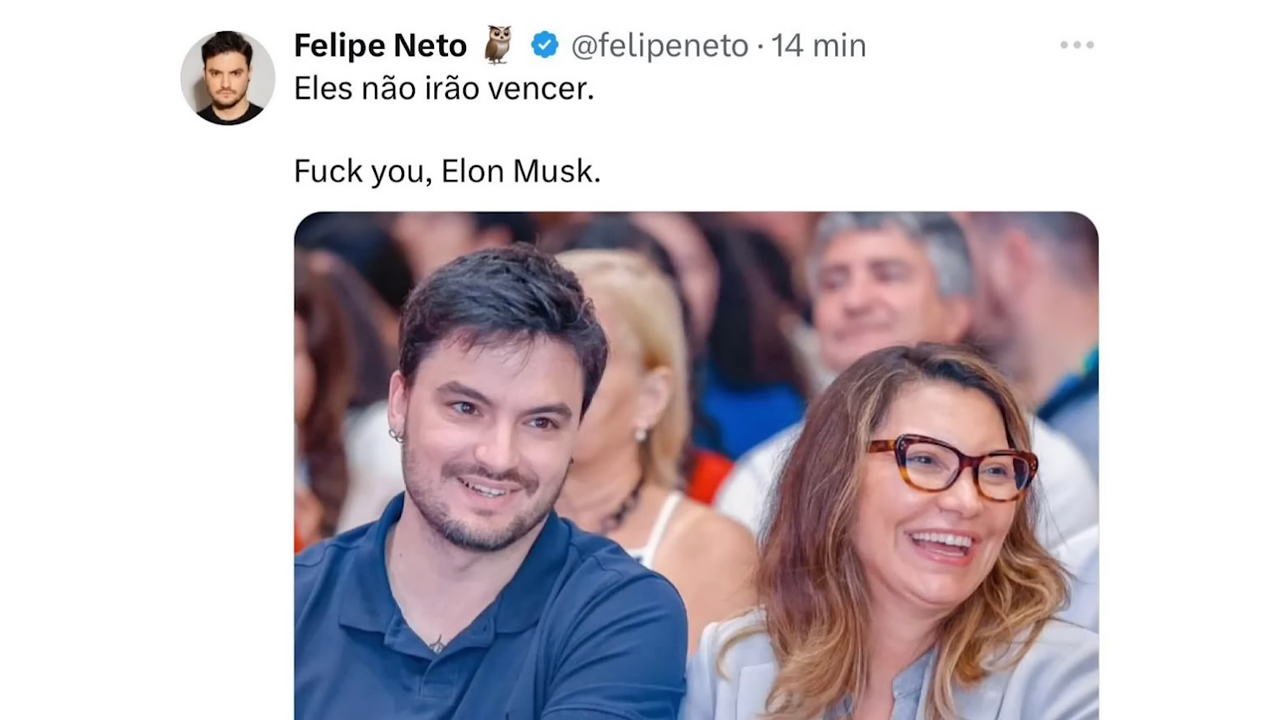 Felipe Neto 🦉 @felipeneto · 14 min
Eles não irão vencer.
Fuck you, Elon Musk.